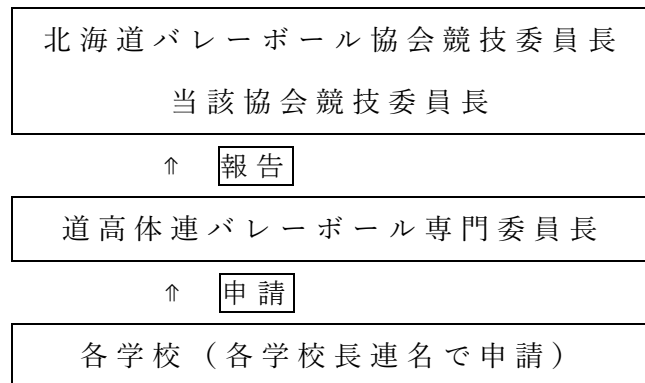 北海道バレーボール協会競技委員長
当該協会競技委員長
⇑ 報告
道高体連バレーボール専門委員長
⇑ 申請
各学校（各学校長連名で申請）